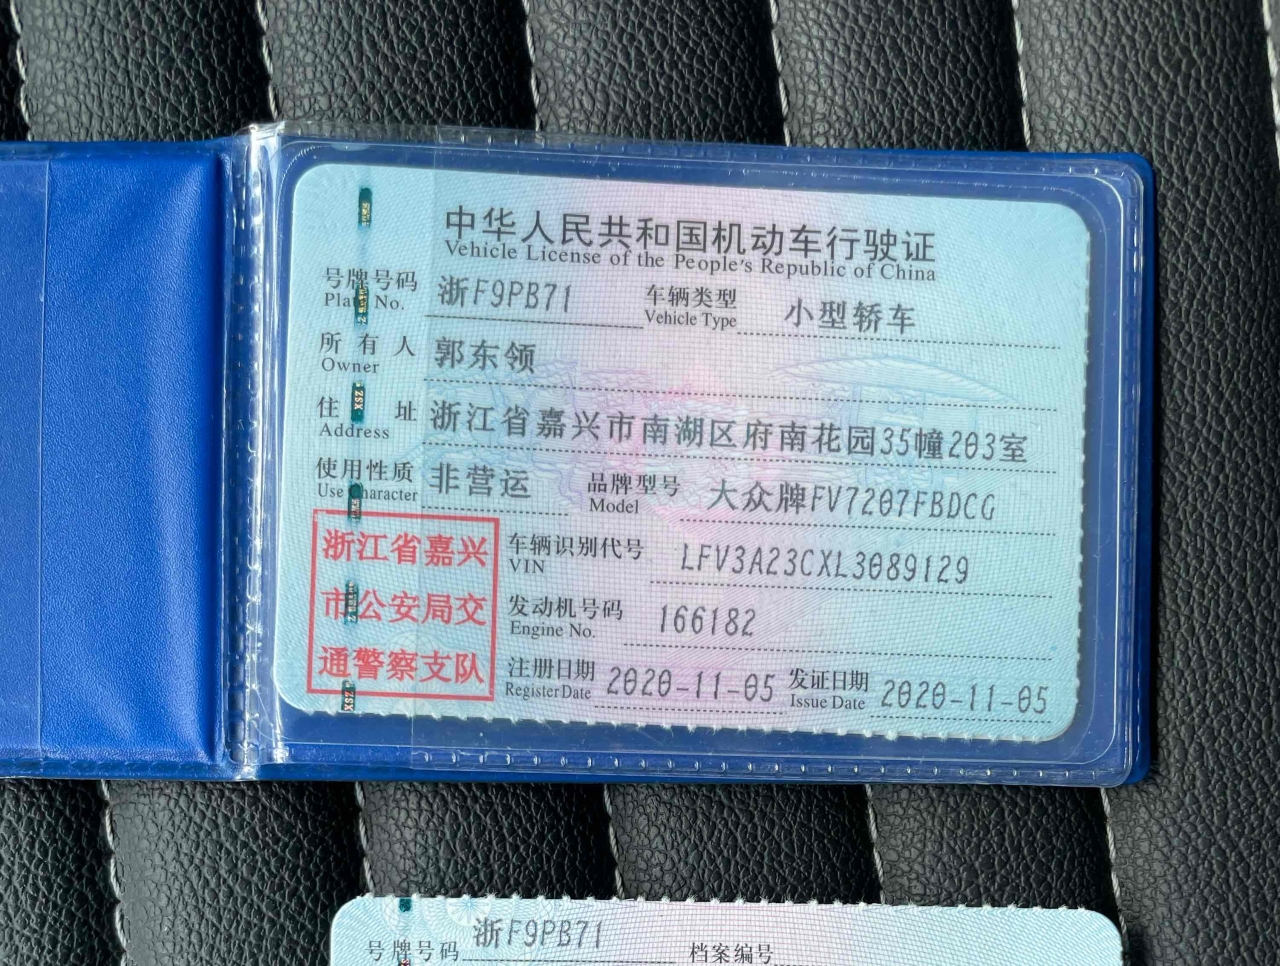 中华人民共和国机动车行驶证
Vehicle License of the People's Republic of China
号牌号码 浙F9PB71 车辆类型 小型轿车
Plate No. Vehicle Type
所有人 郭东领
Owner
住址 浙江省嘉兴市南湖区府南花园35幢203室
Address
使用性质 非营运 品牌型号 大众牌FV7207FBDCG
Use Character Model
浙江省嘉兴
市公安局交
通警察支队
车辆识别代号 LFV3A23CXL3089129
VIN
发动机号码 166182
Engine No.
注册日期 2020-11-05 发证日期 2020-11-05
Register Date Issue Date
号牌号码 浙F9PB71 档案编号